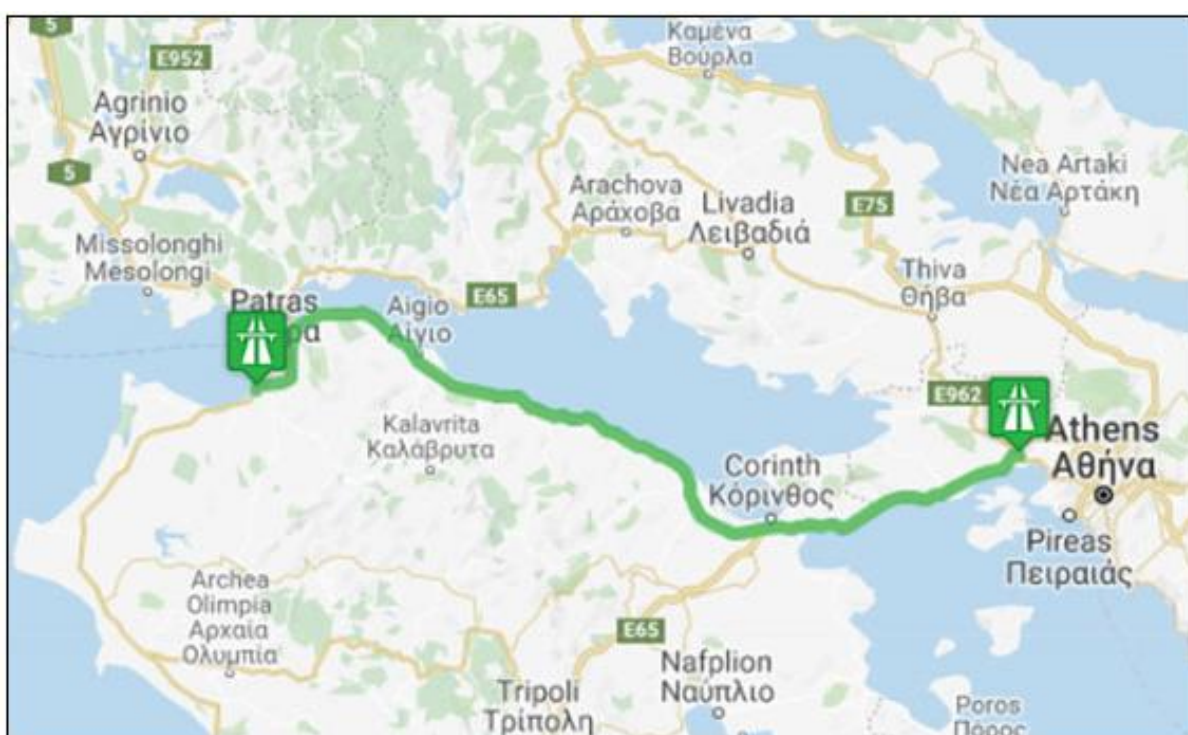 5
E952
Καμένα
Βούρλα
Agrinio
Αγρίνιο
5
Arachova
Αράχοβα
Livadia
Λειβαδιά
E75
Nea Artaki
Νέα Αρτάκη
Missolonghi
Mesolongi
Thiva
Θήβα
Patras
ρα
Aigio
Αίγιο
E65
E962
Kalavrita
Καλάβρυτα
Athens
Αθήνα
Corinth
Κόρινθος
Pireas
Πειραιάς
Archea
Olimpia
Αρχαία
Ολυμπία
E65
Nafplion
Ναύπλιο
Tripoli
Τρίπολη
Poros
Πόρος